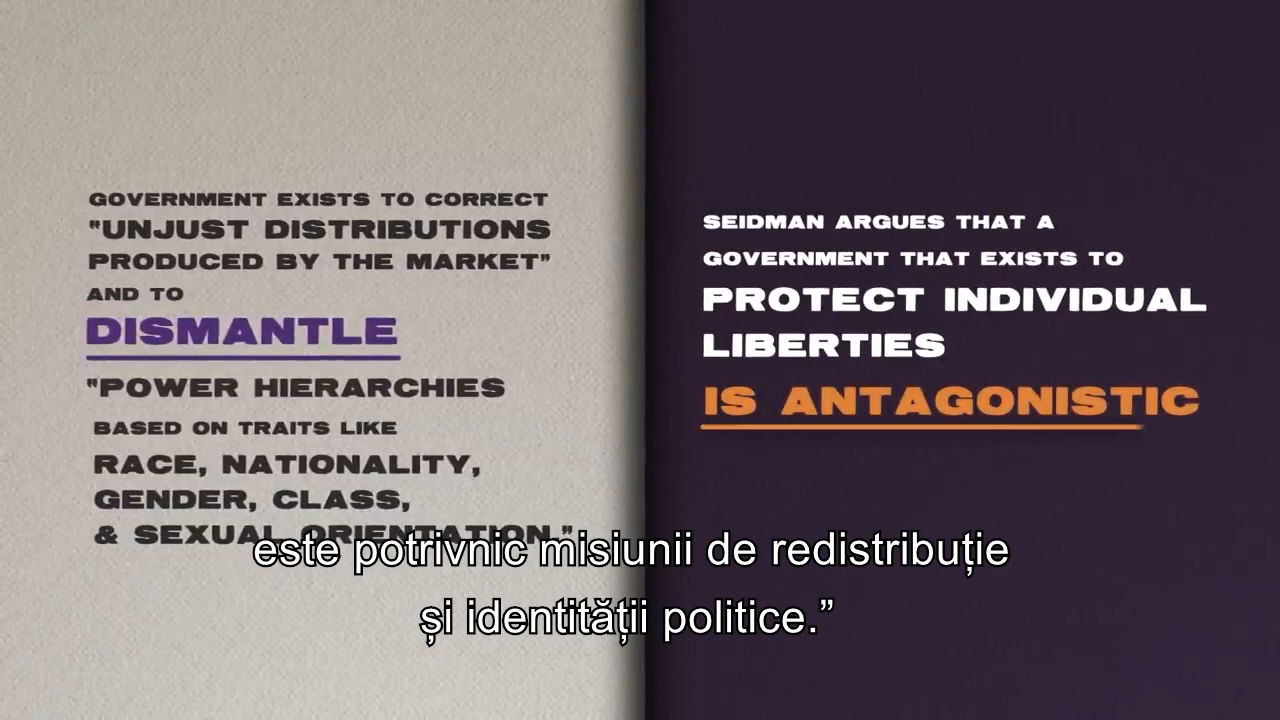 GOVERNMENT EXISTS TO CORRECT
"UNJUST DISTRIBUTIONS
PRODUCED BY THE MARKET"
AND TO
DISMANTLE
"POWER HIERARCHIES
BASED ON TRAITS LIKE
RACE, NATIONALITY,
GENDER, CLASS,
& SEXUAL ORIENTATION."
SEIDMAN ARGUES THAT A
GOVERNMENT THAT EXISTS TO
PROTECT INDIVIDUAL
LIBERTIES
IS ANTAGONISTIC
este potrivnic misiunii de redistribuție
și identității politice.”